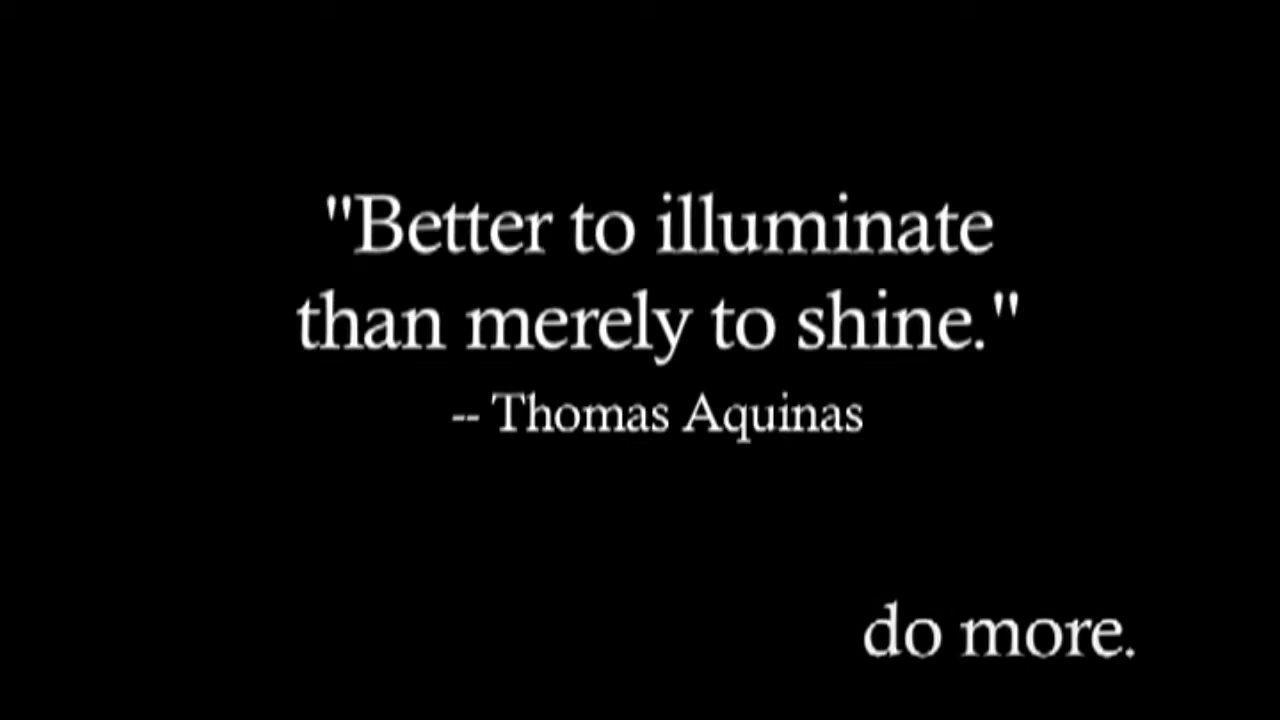 "Better to illuminate
than merely to shine."
-- Thomas Aquinas
do more.